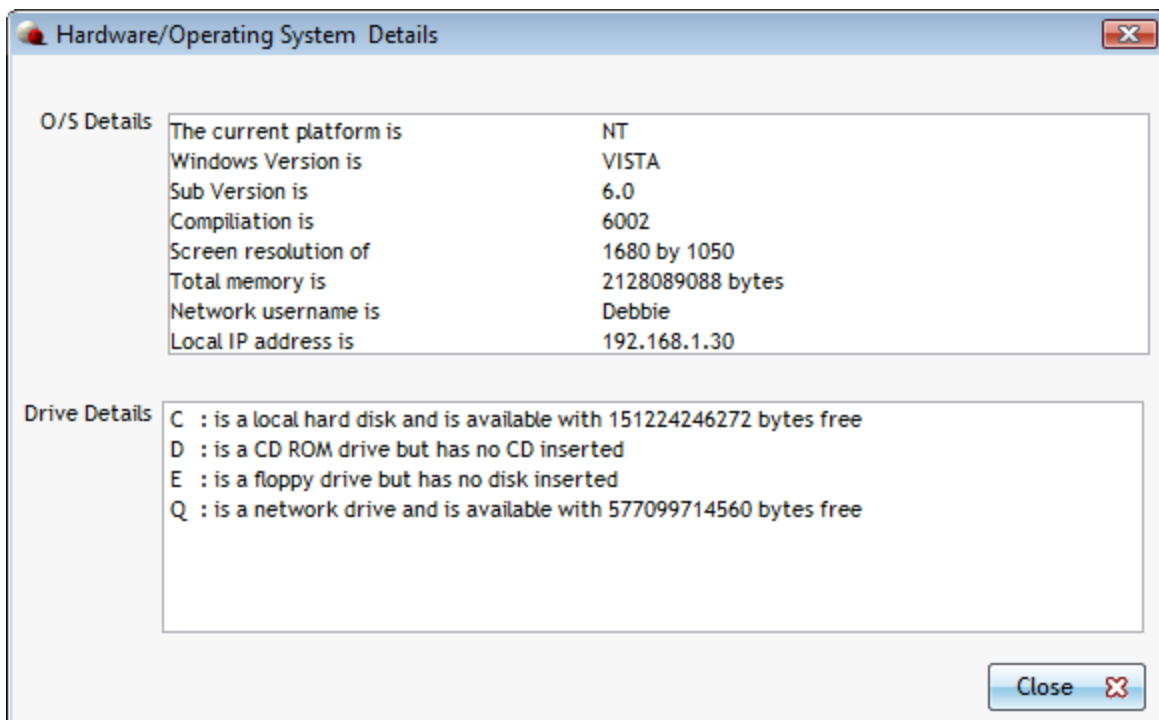 Hardware/Operating System  Details
O/S Details
The current platform is NT
Windows Version is VISTA
Sub Version is 6.0
Compiliation is 6002
Screen resolution of 1680 by 1050
Total memory is 2128089088 bytes
Network username is Debbie
Local IP address is 192.168.1.30
Drive Details
C : is a local hard disk and is available with 151224246272 bytes free
D : is a CD ROM drive but has no CD inserted
E : is a floppy drive but has no disk inserted
Q : is a network drive and is available with 577099714560 bytes free
Close